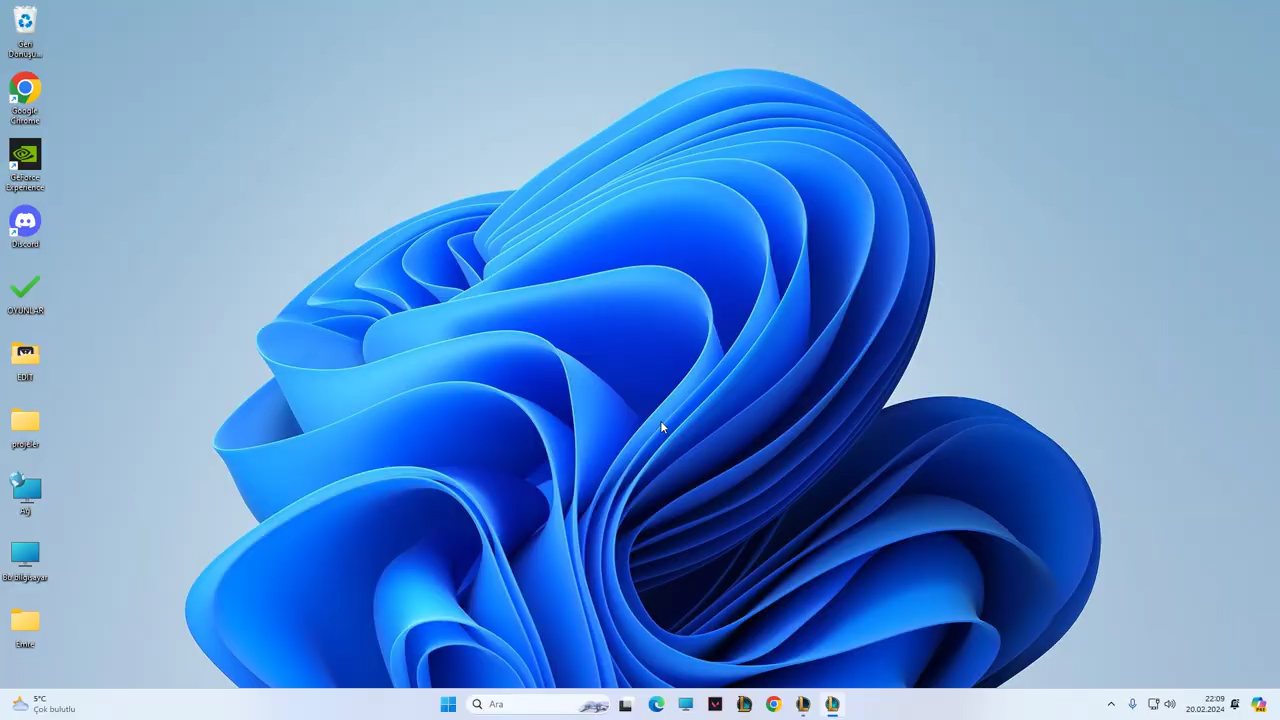 Geri
Dönüşü...
Google
Chrome
GeForce
Experience
Discord
OYUNLAR
EDİT
projeler
Ağ
Bu bilgisayar
Emre
5°C
Çok bulutlu
Ara
22:09
20.02.2024